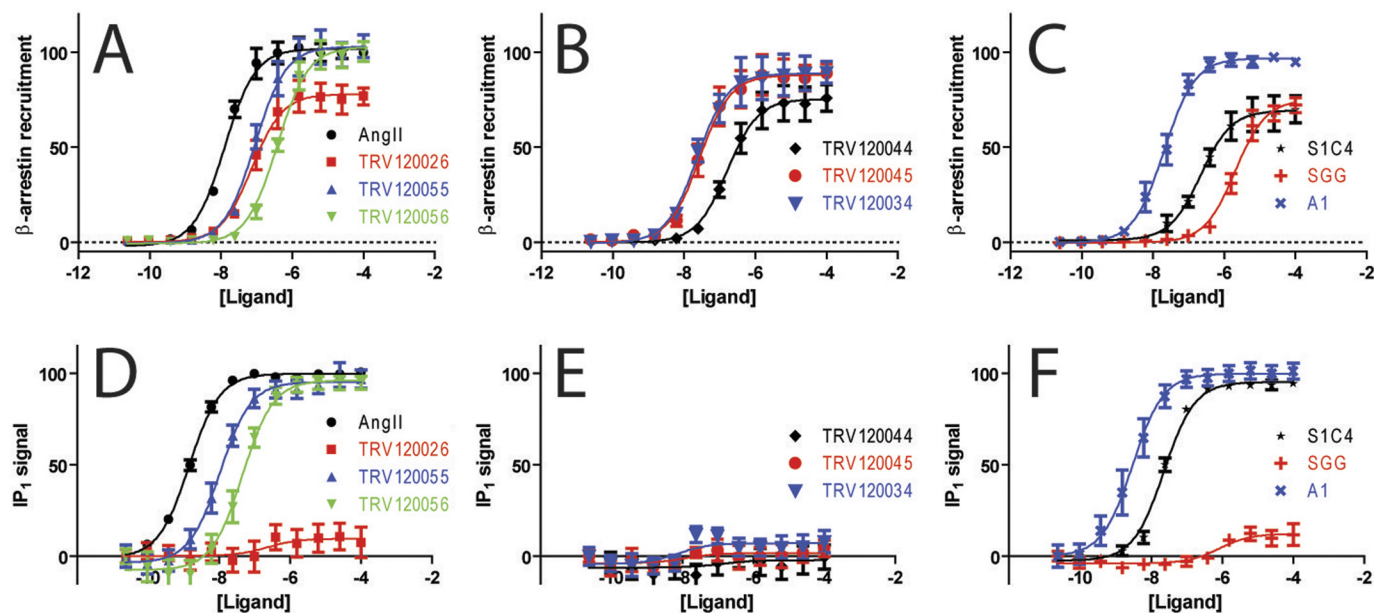 A
β-arrestin recruitment
100
50
0
-12
-10
-8
-6
-4
-2
[Ligand]
AngII
TRV120026
TRV120055
TRV120056
B
β-arrestin recruitment
100
50
0
-12
-10
-8
-6
-4
-2
[Ligand]
TRV120044
TRV120045
TRV120034
C
β-arrestin recruitment
100
50
0
-12
-10
-8
-6
-4
-2
[Ligand]
S1C4
SGG
A1
D
IP₁ signal
100
50
0
-10
-8
-6
-4
-2
[Ligand]
AngII
TRV120026
TRV120055
TRV120056
E
IP₁ signal
100
50
0
-10
-8
-6
-4
-2
[Ligand]
TRV120044
TRV120045
TRV120034
F
IP₁ signal
100
50
0
-10
-8
-6
-4
-2
[Ligand]
S1C4
SGG
A1